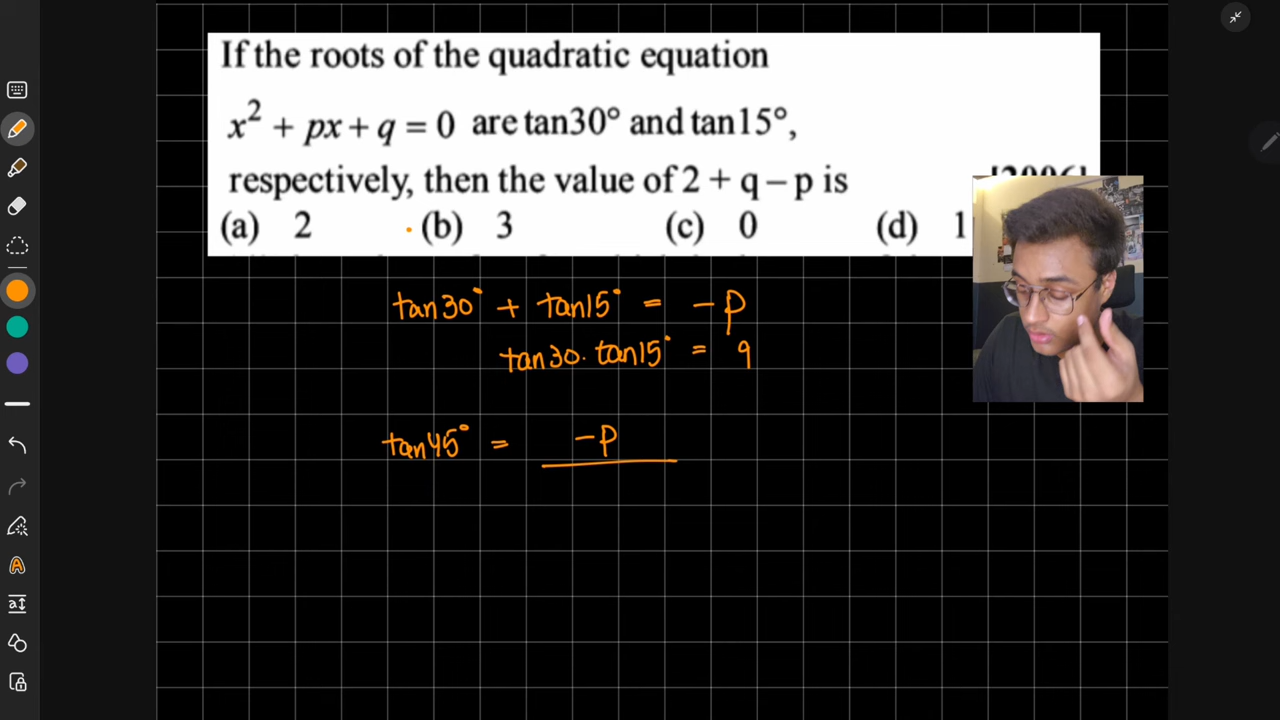 If the roots of the quadratic equation
x² + px + q = 0 are tan30° and tan15°,
respectively, then the value of 2 + q – p is
(a) 2 (b) 3 (c) 0 (d) 1
tan30° + tan15° = -p
tan30. tan15° = q
tan45° = -p